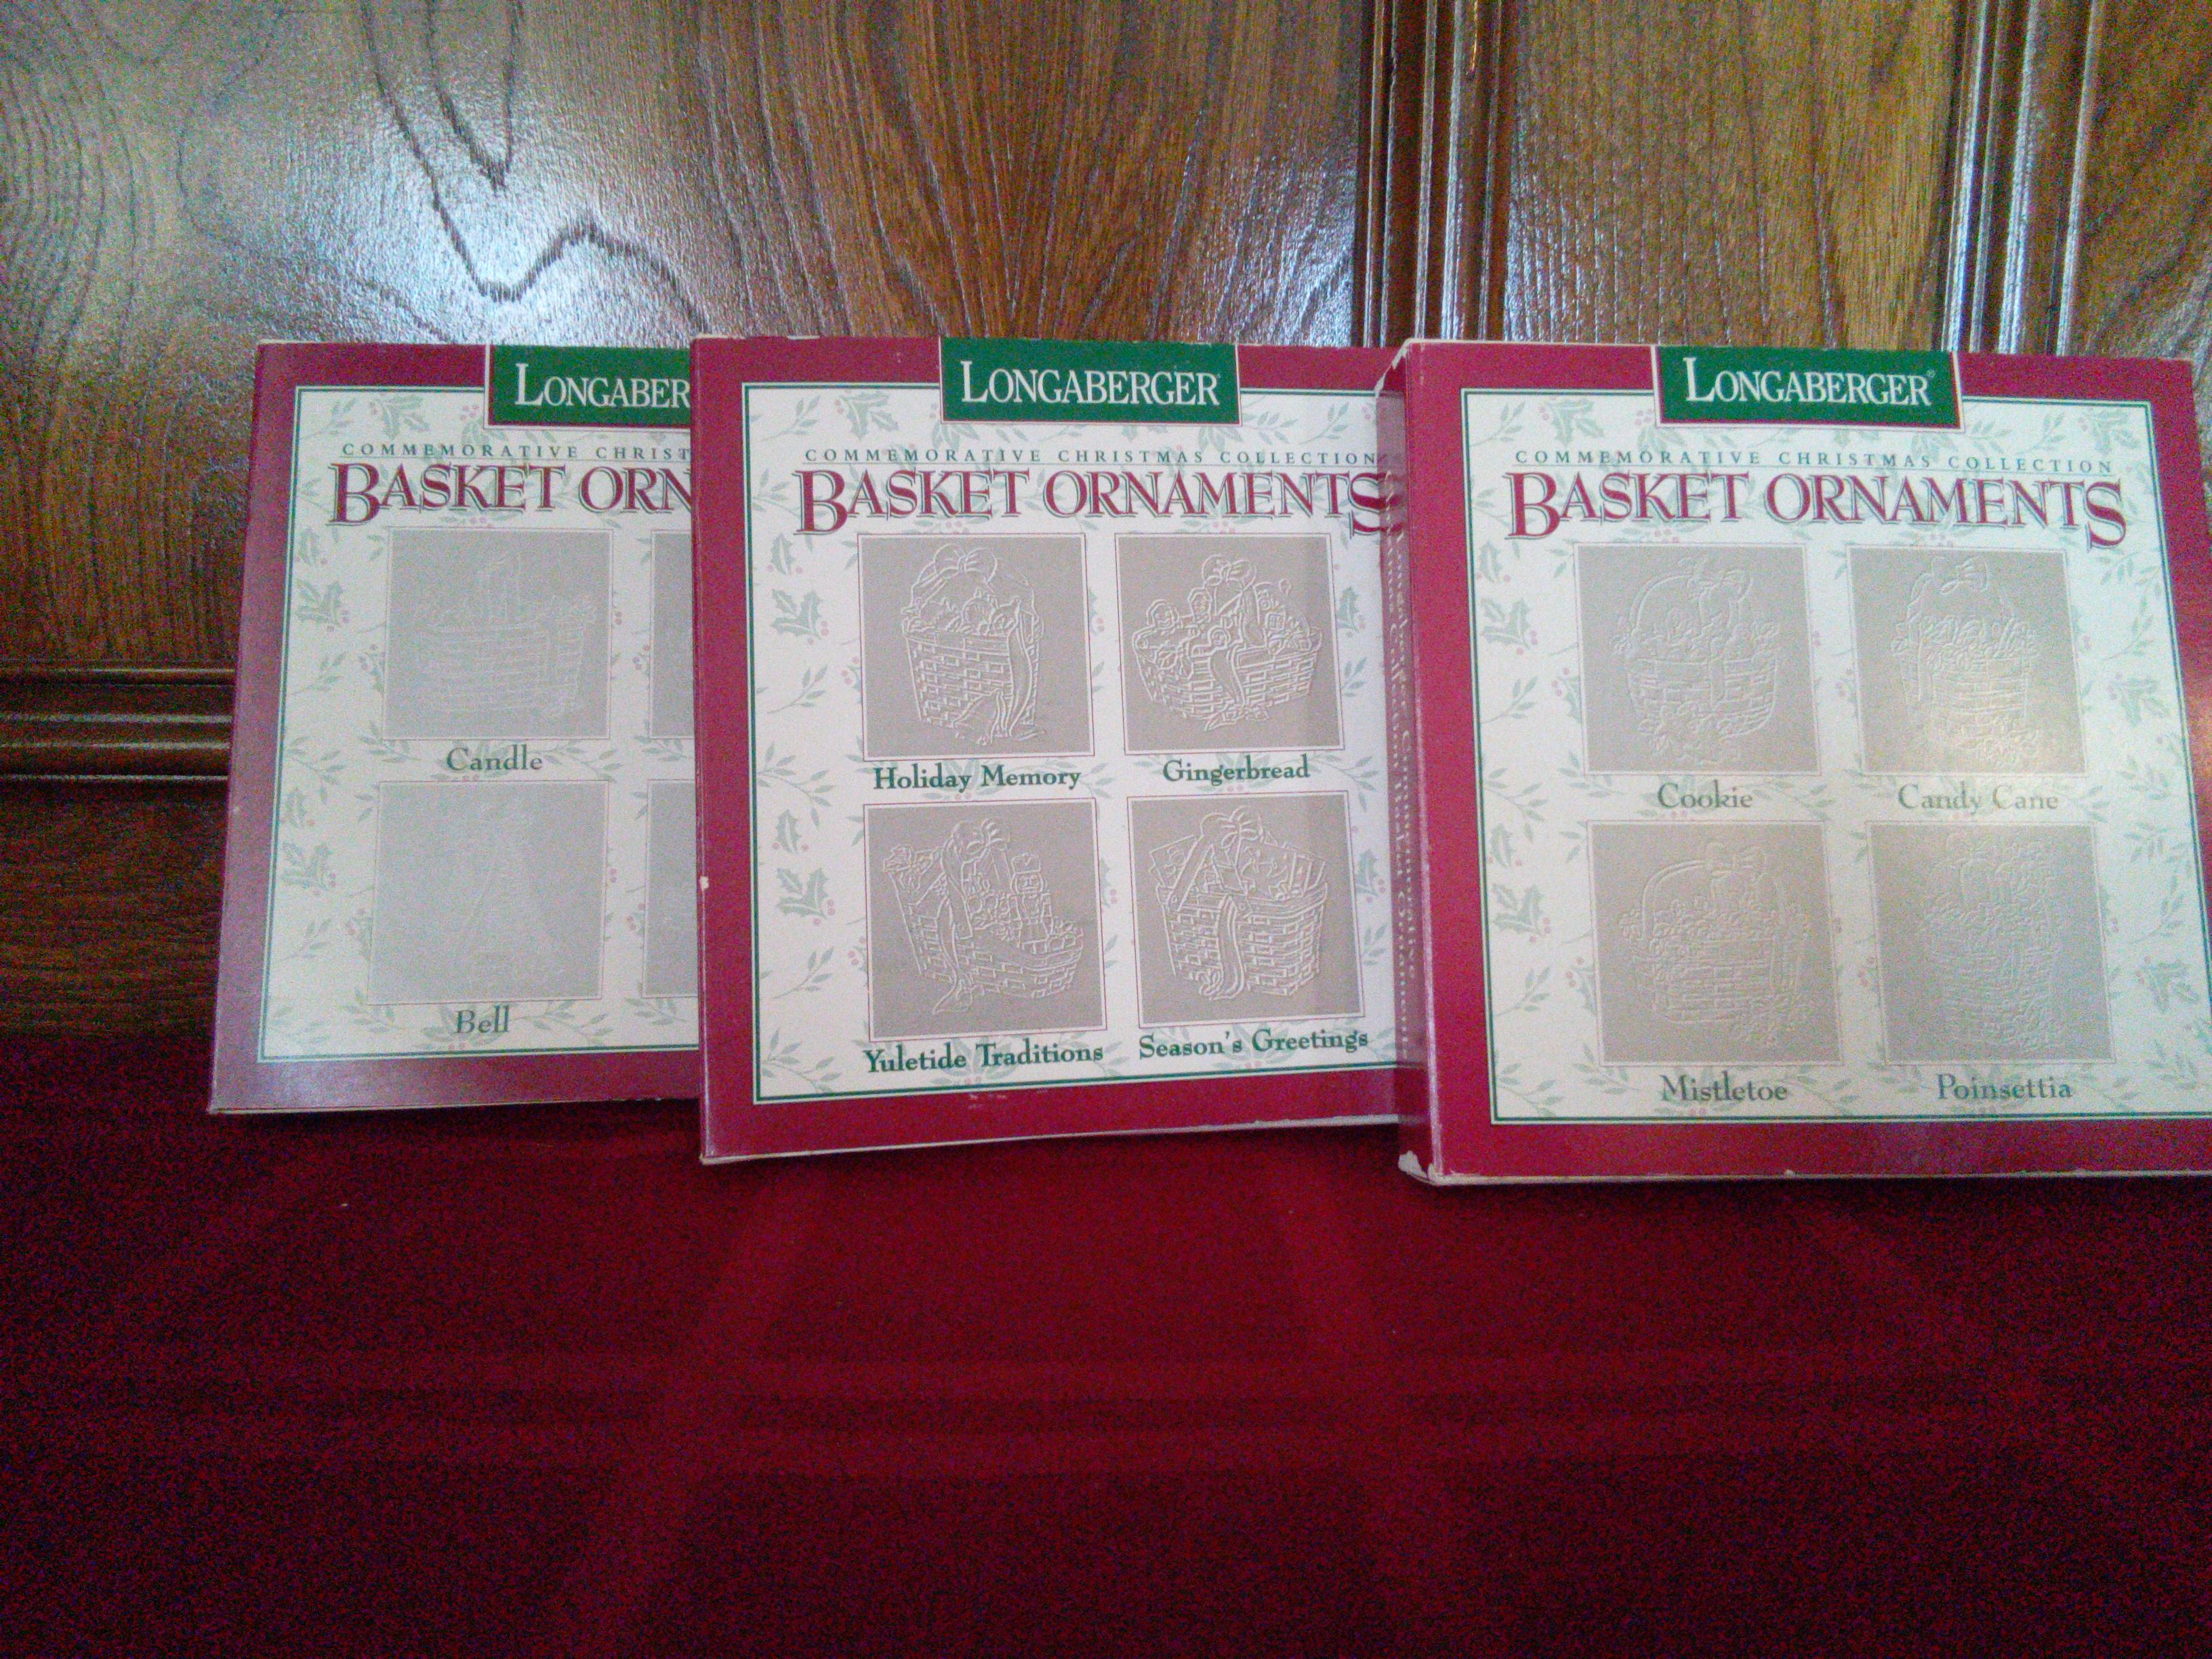 LONGABER
COMMEMORATIVE CHRIST
BASKET ORN
Candle
Bell
LONGABERGER
COMMEMORATIVE CHRISTMAS COLLECTION
BASKET ORNAMENTS
Holiday Memory
Gingerbread
Yuletide Traditions
Season's Greetings
LONGABERGER®
COMMEMORATIVE CHRISTMAS COLLECTION
BASKET ORNAMENTS
Cookie
Candy Cane
Mistletoe
Poinsettia